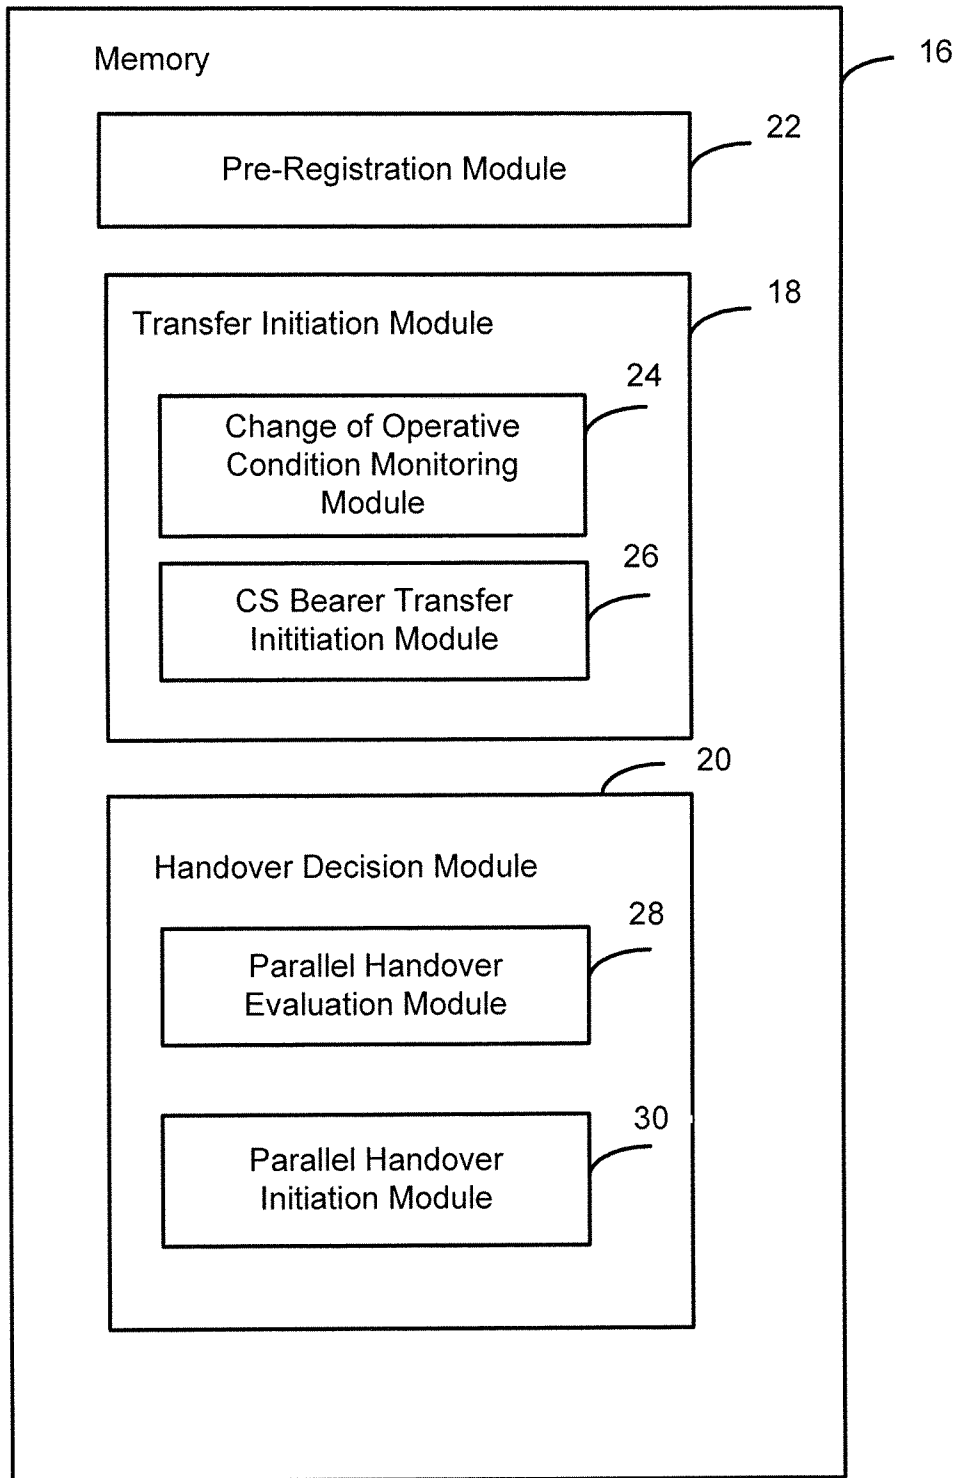 Memory
16
22
Pre-Registration Module
18
Transfer Initiation Module
24
Change of Operative
Condition Monitoring
Module
26
CS Bearer Transfer
Inititiation Module
20
Handover Decision Module
28
Parallel Handover
Evaluation Module
30
Parallel Handover
Initiation Module